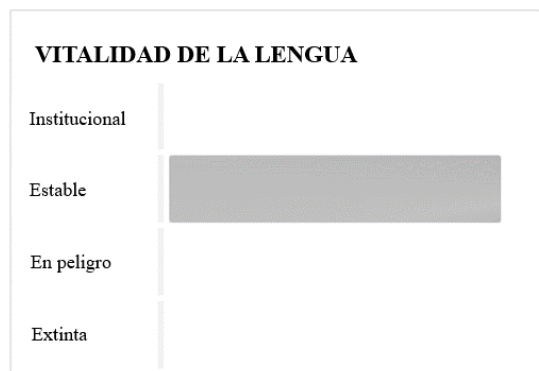 VITALIDAD DE LA LENGUA
Institucional
Estable
En peligro
Extinta